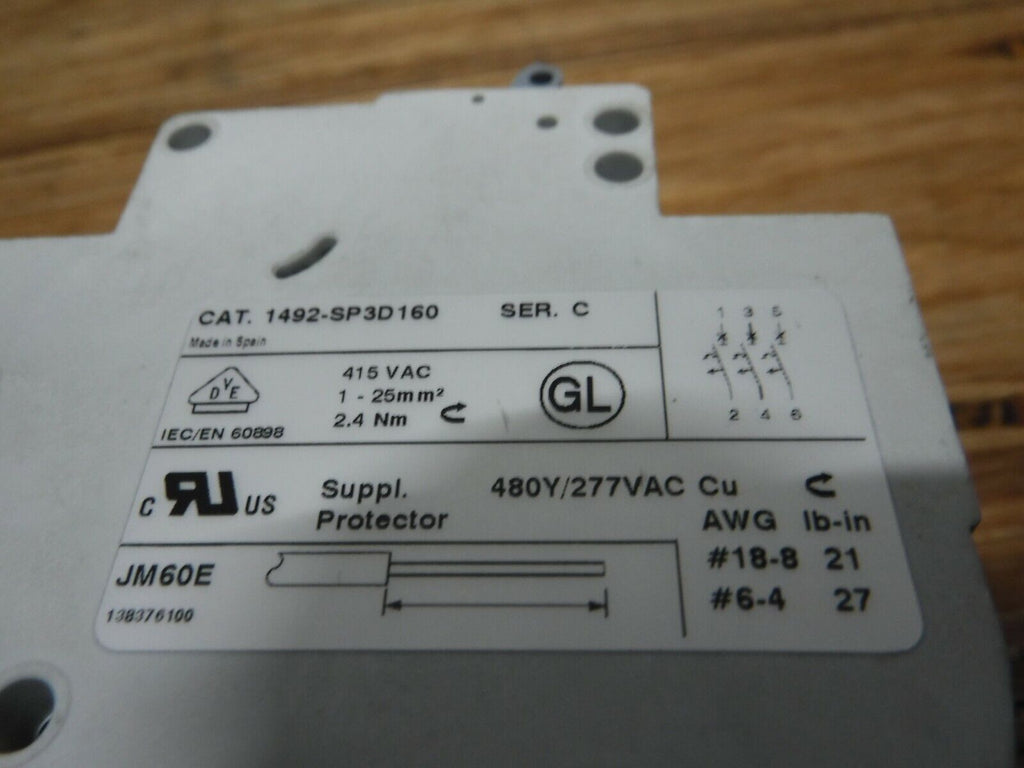 CAT. 1492-SP3D160 SER. C
Made in Spain
1 3 5
2 4 6
DVE
415 VAC
1 - 25mm²
2.4 Nm
GL
IEC/EN 60898
C RU US
Suppl.
Protector
480Y/277VAC Cu
AWG lb-in
#18-8 21
#6-4 27
JM60E
138376100